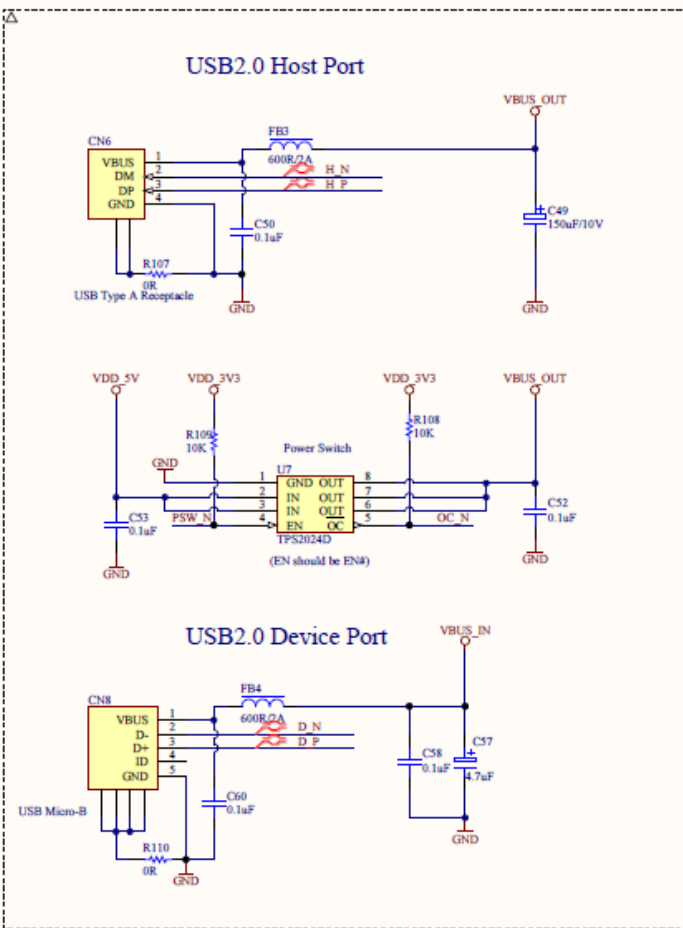 USB2.0 Host Port
VBUS_OUT
CN6
FB3
600R/2A
VBUS 1
DM 2
DP 3
GND 4
H_N
H_P
C50
0.1uF
C49
150uF/10V
+
R107
0R
USB Type A Receptacle
GND
GND
VDD_5V
VDD_3V3
VDD_3V3
VBUS_OUT
R109
10K
R108
10K
Power Switch
GND
U7
1 GND OUT 8
2 IN OUT 7
3 IN OUT 6
4 EN OC 5
PSW_N
OC_N
TPS2024D
(EN should be EN#)
C53
0.1uF
C52
0.1uF
GND
GND
USB2.0 Device Port
VBUS_IN
CN8
FB4
600R/2A
VBUS 1
D- 2
D+ 3
ID 4
GND 5
D_N
D_P
C58
0.1uF
C57
4.7uF
+
C60
0.1uF
USB Micro-B
R110
0R
GND
GND